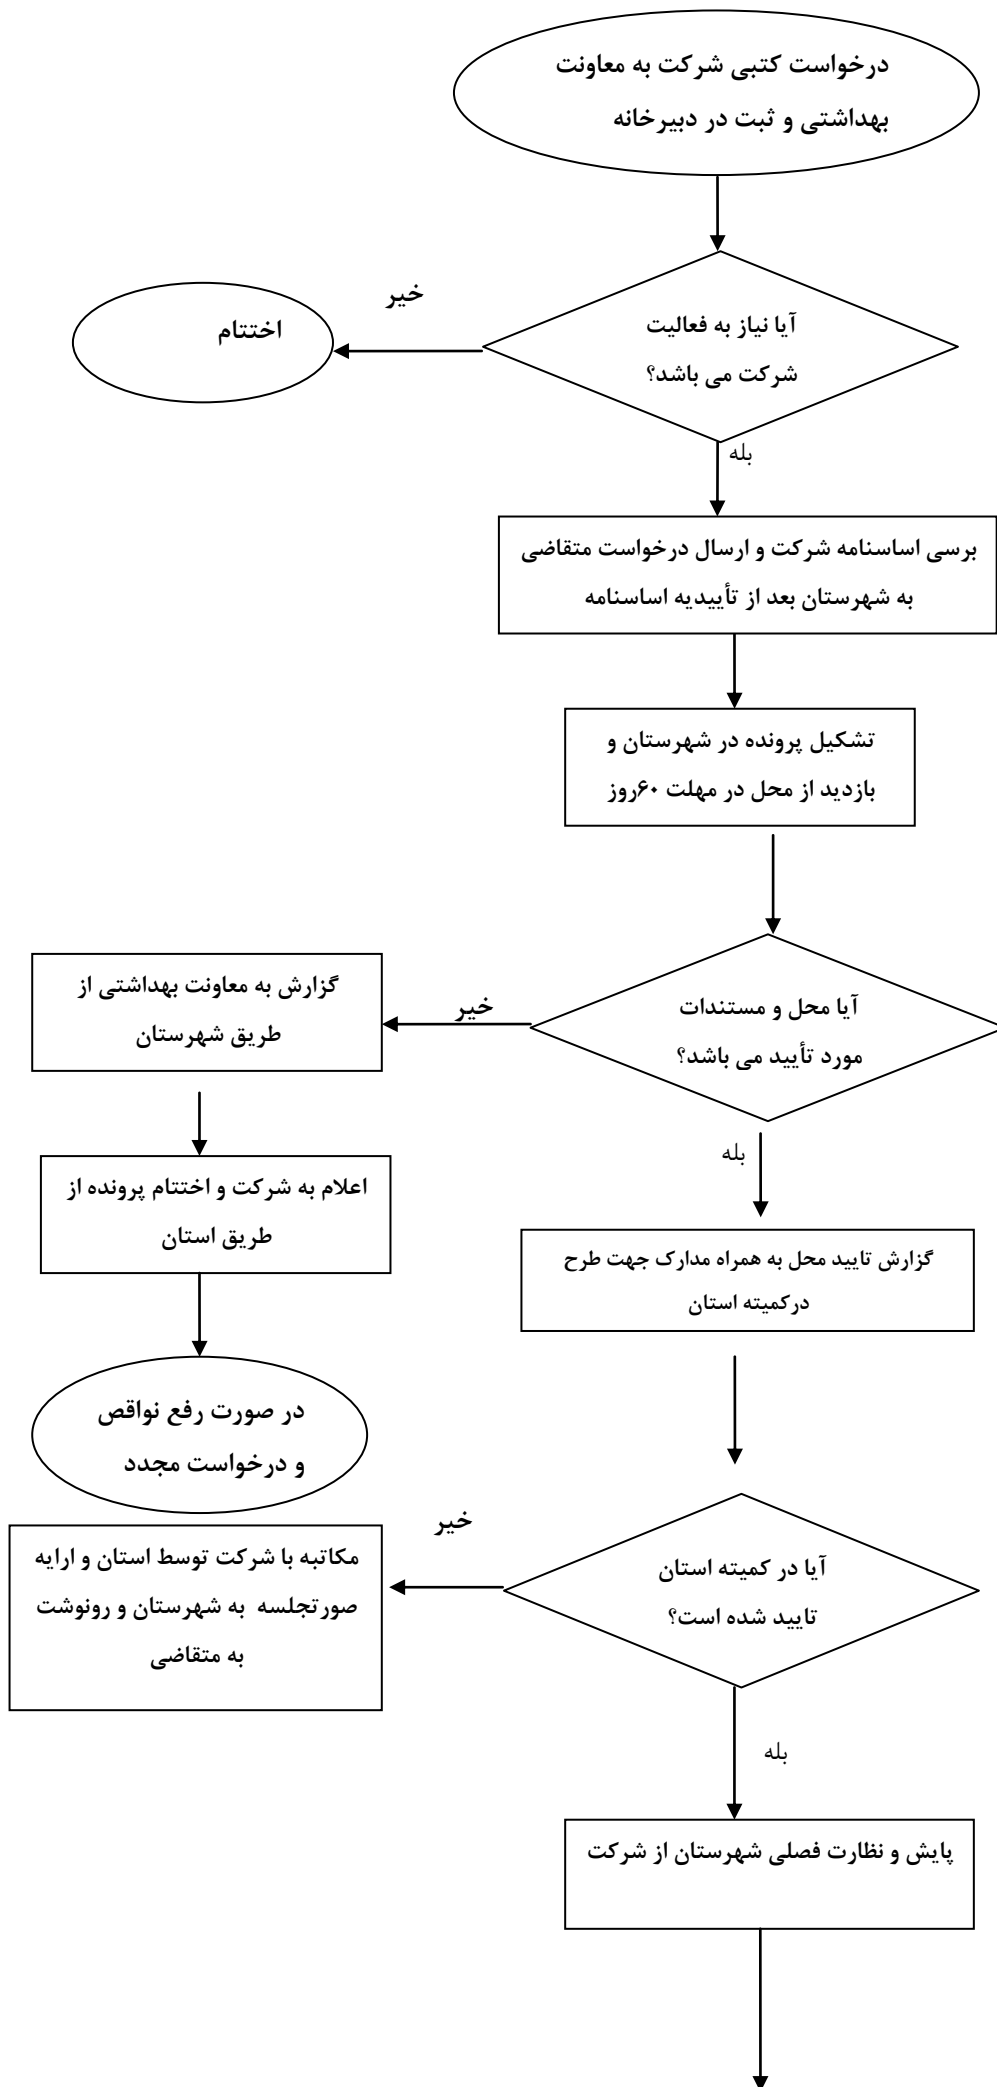 درخواست کتبی شرکت به معاونت
بهداشتی و ثبت در دبیرخانه
آیا نیاز به فعالیت
شرکت می باشد؟
خیر
اختتام
بله
برسی اساسنامه شرکت و ارسال درخواست متقاضی
به شهرستان بعد از تأییدیه اساسنامه
تشکیل پرونده در شهرستان و
بازدید از محل در مهلت ۶۰روز
آیا محل و مستندات
مورد تأیید می باشد؟
خیر
گزارش به معاونت بهداشتی از
طریق شهرستان
اعلام به شرکت و اختتام پرونده از
طریق استان
در صورت رفع نواقص
و درخواست مجدد
بله
گزارش تایید محل به همراه مدارک جهت طرح
درکمیته استان
آیا در کمیته استان
تایید شده است؟
خیر
مکاتبه با شرکت توسط استان و ارایه
صورتجلسه به شهرستان و رونوشت
به متقاضی
بله
پایش و نظارت فصلی شهرستان از شرکت